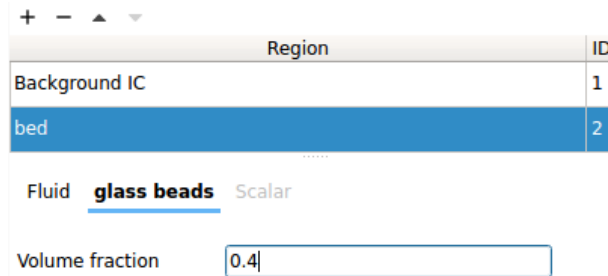 Region ID
Background IC 1
bed 2
Fluid glass beads Scalar
Volume fraction 0.4